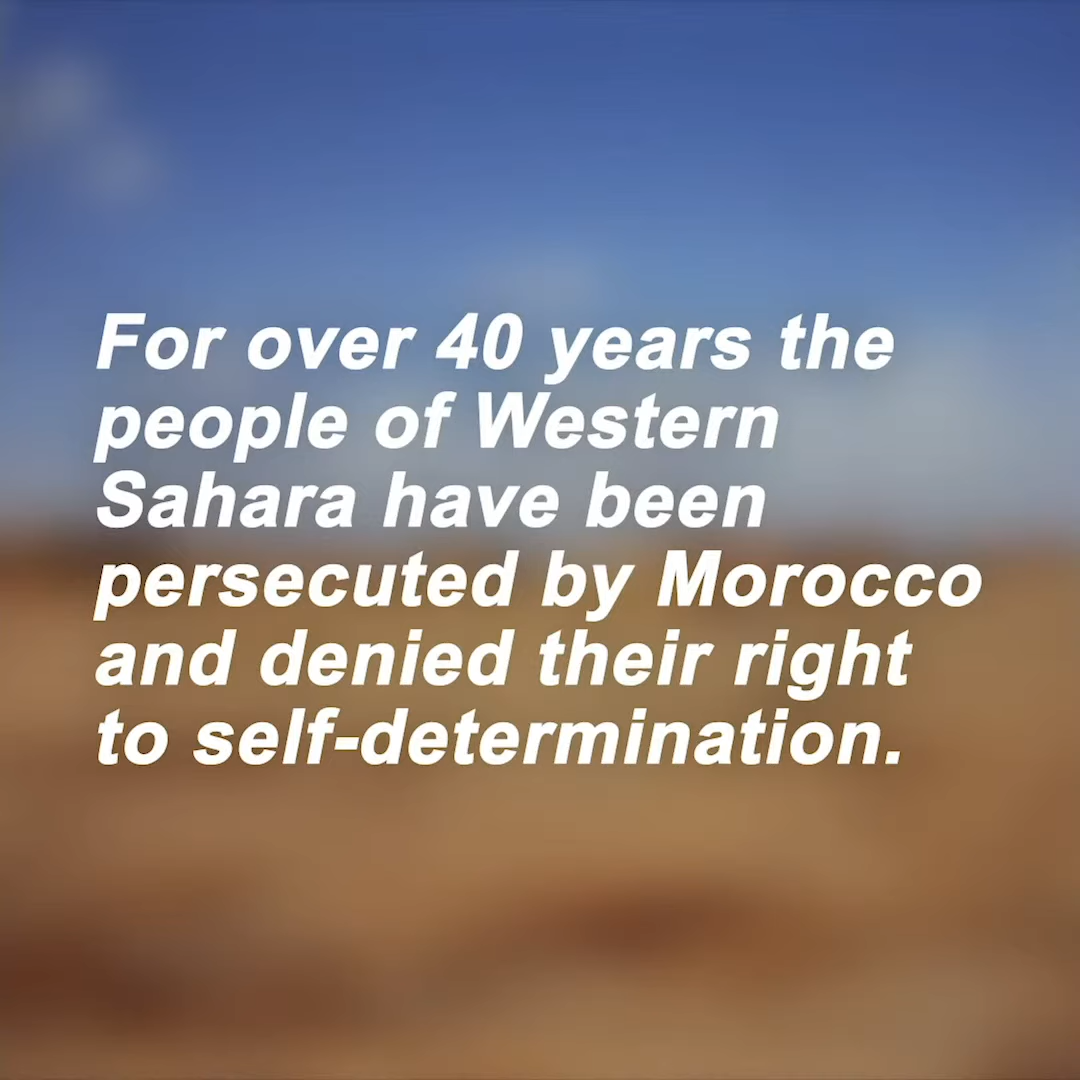 For over 40 years the
people of Western
Sahara have been
persecuted by Morocco
and denied their right
to self-determination.